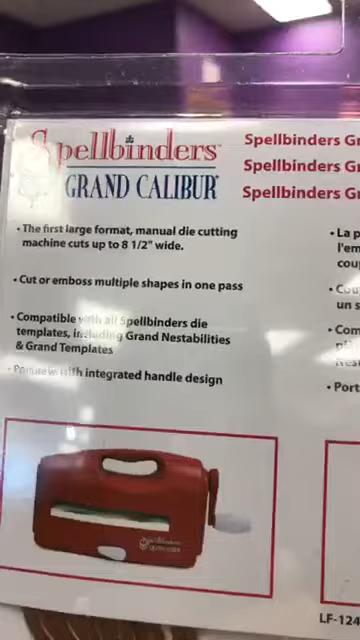 Spellbinders™
GRAND CALIBUR®
• The first large format, manual die cutting
machine cuts up to 8 1/2" wide.
• Cut or emboss multiple shapes in one pass
• Compatible with all Spellbinders die
templates, including Grand Nestabilities
& Grand Templates
• Portable with integrated handle design
Spellbinders
Spellbinders Gr
Spellbinders Gr
Spellbinders Gr
• La p
l'em
cou
• Cou
un s
• Com
• Port
LF-124